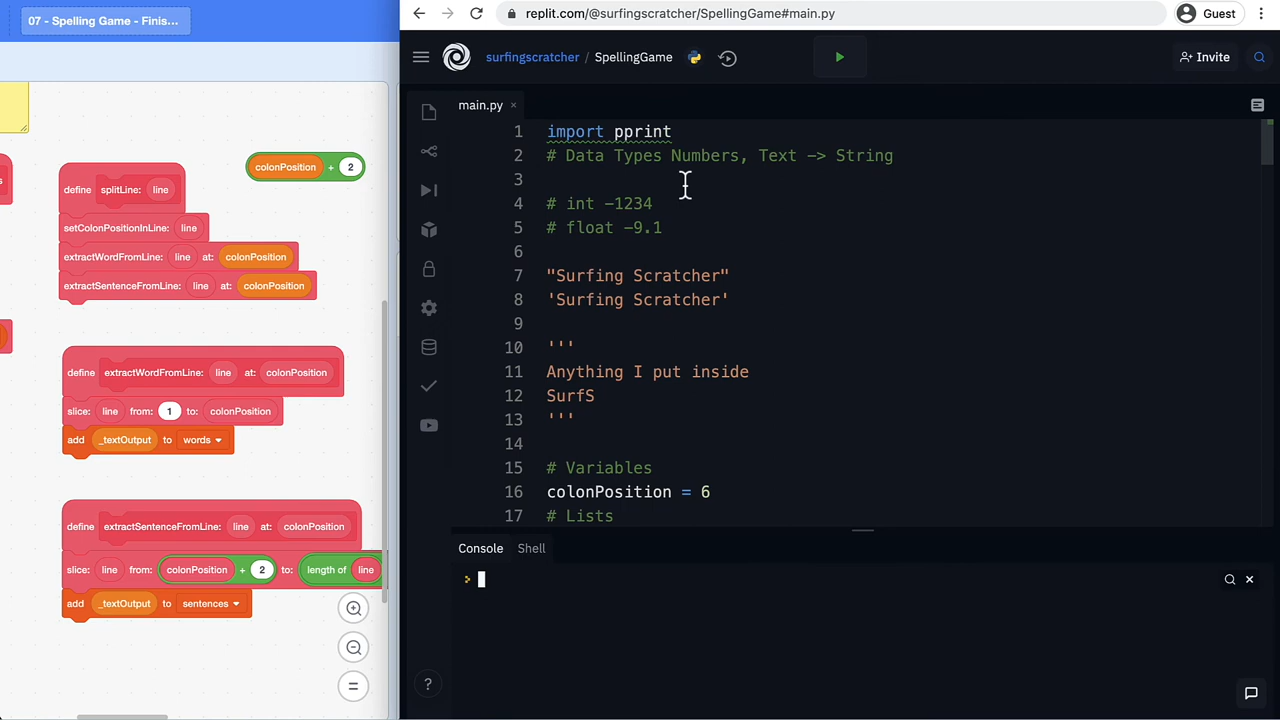 07 - Spelling Game - Finis...
replit.com/@surfingscratcher/SpellingGame#main.py
Guest
surfingscratcher / SpellingGame
Invite
main.py ×
colonPosition + 2
define splitLine: line
setColonPositionInLine: line
extractWordFromLine: line at: colonPosition
extractSentenceFromLine: line at: colonPosition
define extractWordFromLine: line at: colonPosition
slice: line from: 1 to: colonPosition
add _textOutput to words
define extractSentenceFromLine: line at: colonPosition
slice: line from: colonPosition + 2 to: length of line
add _textOutput to sentences
1 import pprint
2 # Data Types Numbers, Text -> String
3
4 # int -1234
5 # float -9.1
6
7 "Surfing Scratcher"
8 'Surfing Scratcher'
9
10 '''
11 Anything I put inside
12 SurfS
13 '''
14
15 # Variables
16 colonPosition = 6
17 # Lists
Console Shell
>
?